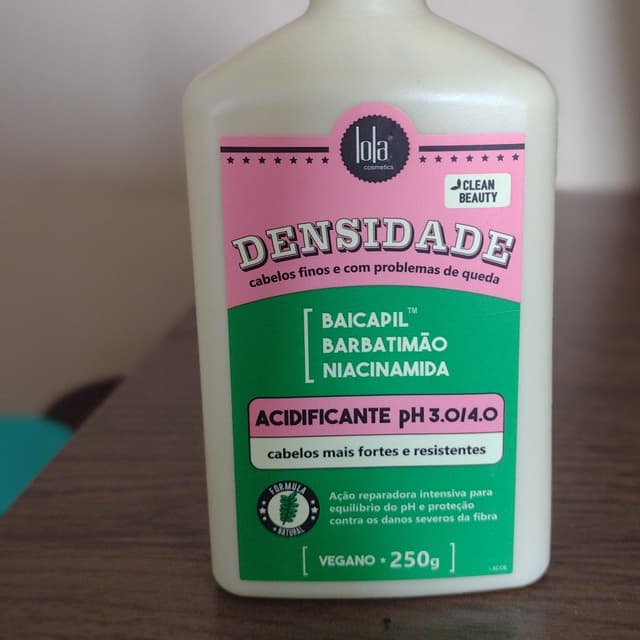 lola
cosmetics
CLEAN
BEAUTY
DENSIDADE
cabelos finos e com problemas de queda
BAICAPIL™
BARBATIMÃO
NIACINAMIDA
ACIDIFICANTE pH 3.0/4.0
cabelos mais fortes e resistentes
FÓRMULA
NATURAL
Ação reparadora intensiva para
equilíbrio do pH e proteção
contra os danos severos da fibra
[ VEGANO • 250g ]